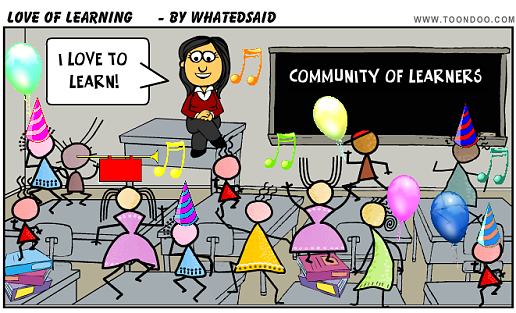 LOVE OF LEARNING - BY WHATEDSAID
WWW.TOONDOO.COM
I LOVE TO
LEARN!
COMMUNITY OF LEARNERS